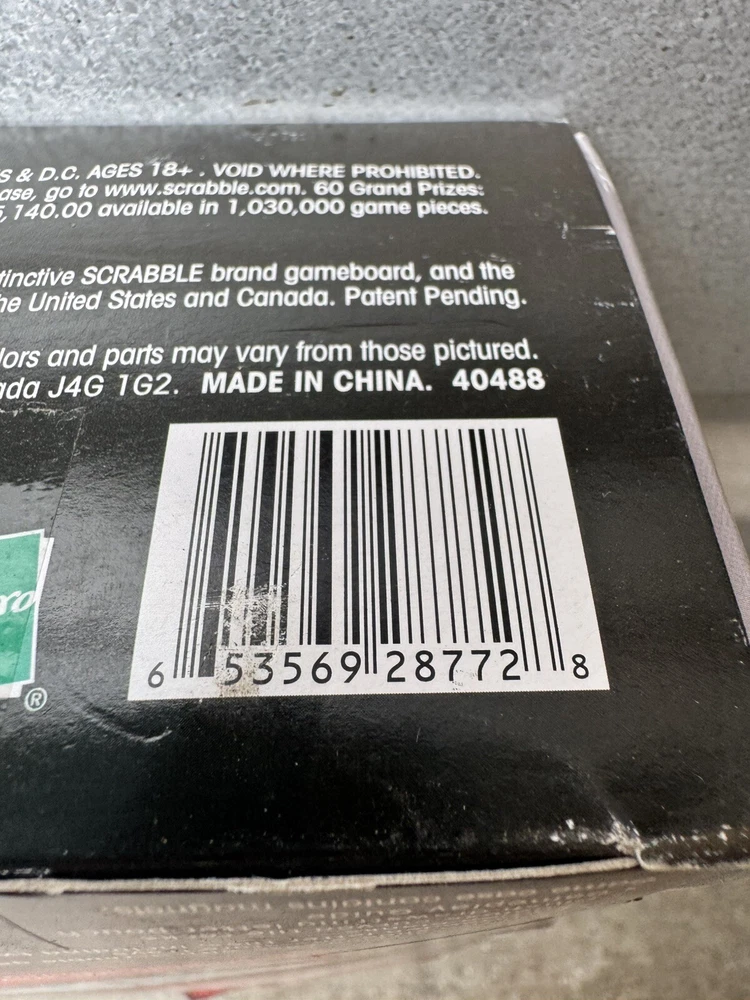 S & D.C. AGES 18+ . VOID WHERE PROHIBITED.
ase, go to www.scrabble.com. 60 Grand Prizes:
5,140.00 available in 1,030,000 game pieces.
tinctive SCRABBLE brand gameboard, and the
he United States and Canada. Patent Pending.
lors and parts may vary from those pictured.
ada J4G 1G2. MADE IN CHINA. 40488
ro
®
6 53569 28772 8